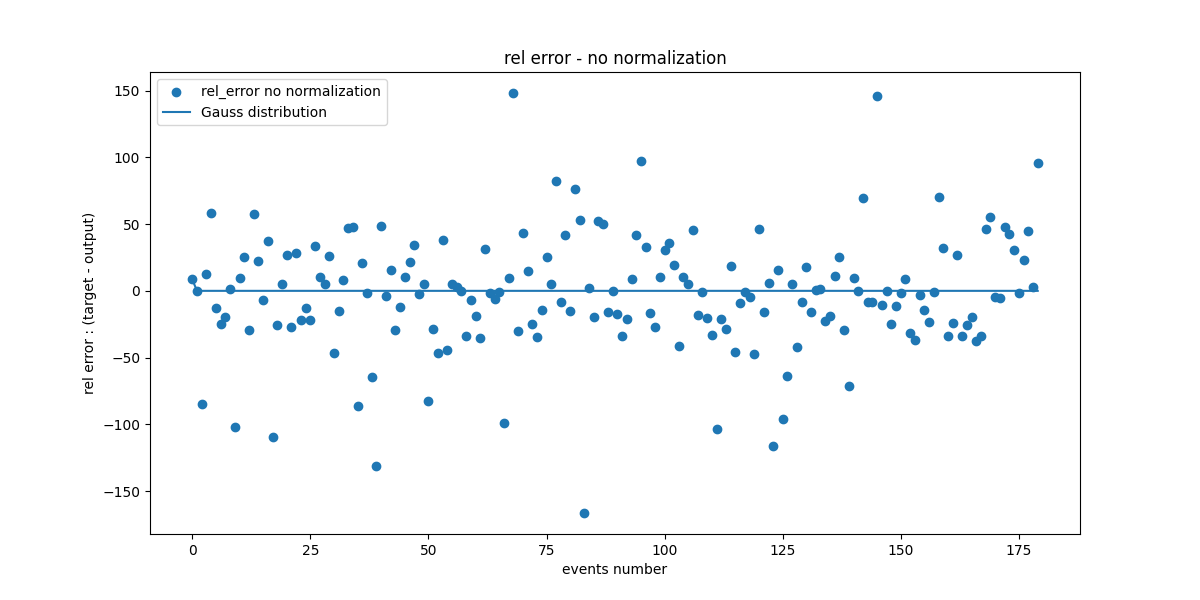 rel error - no normalization
rel_error no normalization
Gauss distribution
rel error : (target - output)
150
100
50
0
−50
−100
−150
0 25 50 75 100 125 150 175
events number